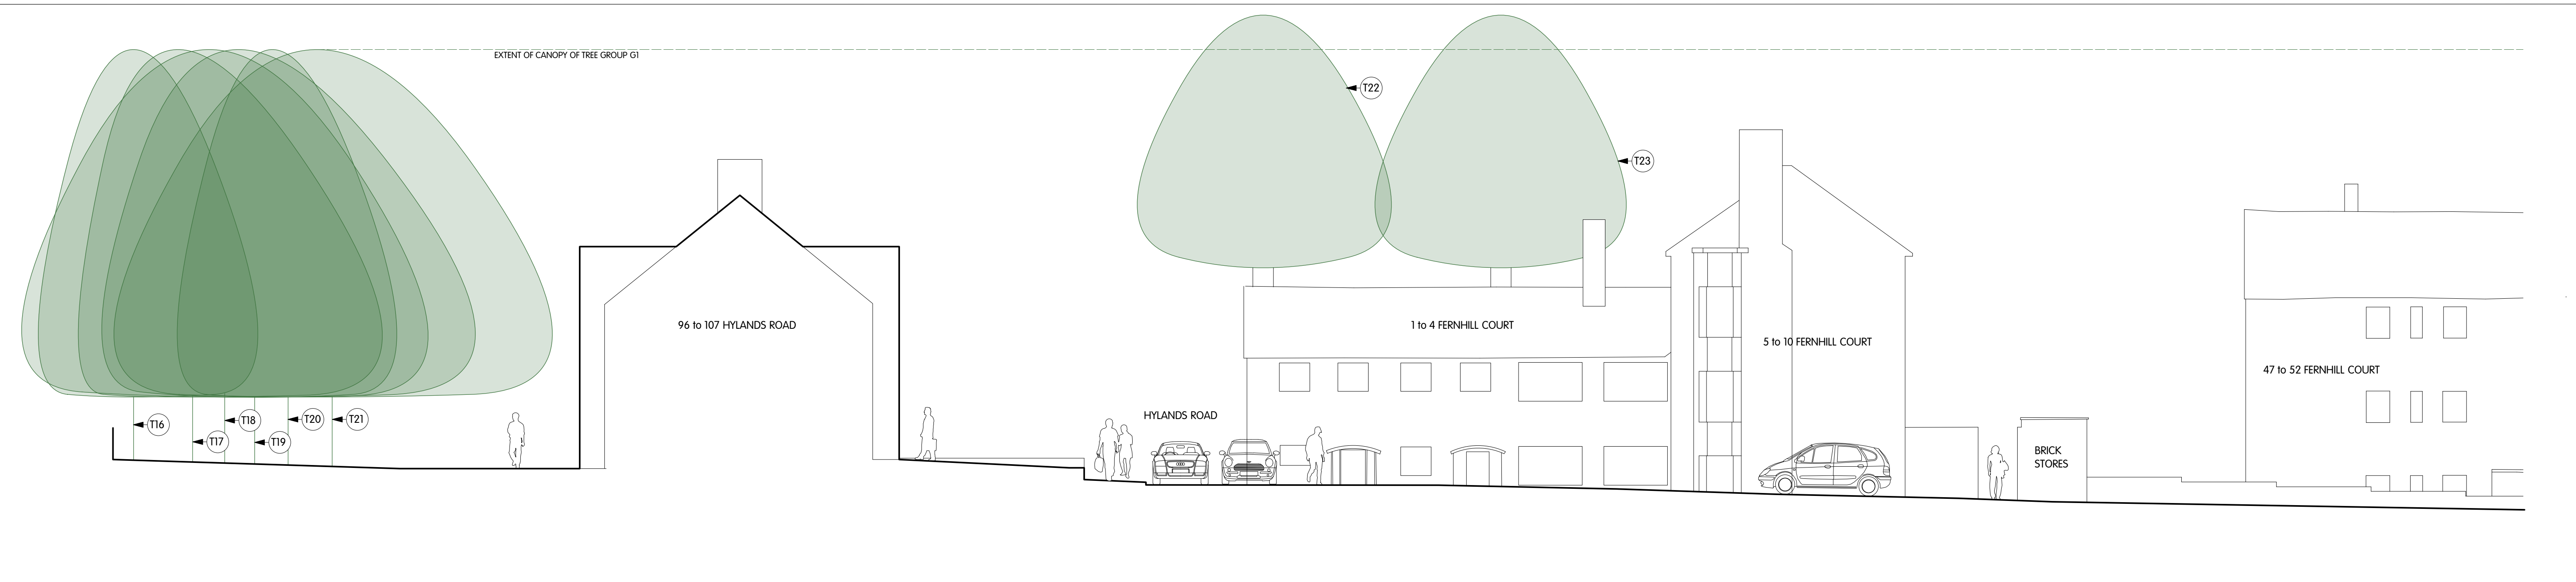 EXTENT OF CANOPY OF TREE GROUP G1
T22
T23
96 to 107 HYLANDS ROAD
1 to 4 FERNHILL COURT
5 to 10 FERNHILL COURT
47 to 52 FERNHILL COURT
HYLANDS ROAD
T16
T17
T18
T19
T20
T21
BRICK
STORES